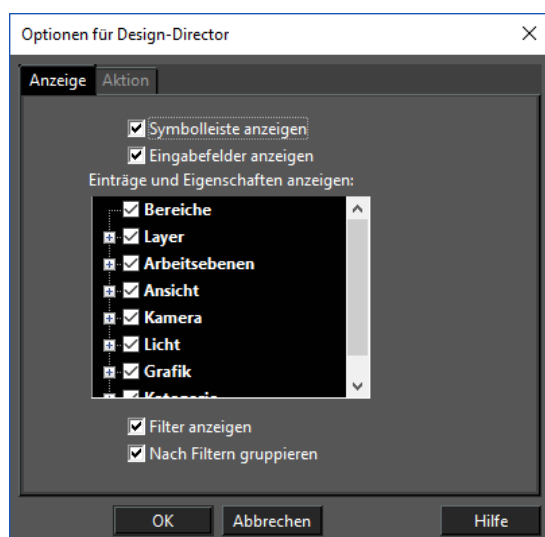 Optionen für Design-Director
Anzeige Aktion
Symbolleiste anzeigen
Eingabefelder anzeigen
Einträge und Eigenschaften anzeigen:
Bereiche
Layer
Arbeitsebenen
Ansicht
Kamera
Licht
Grafik
Kategorie
Filter anzeigen
Nach Filtern gruppieren
OK Abbrechen Hilfe